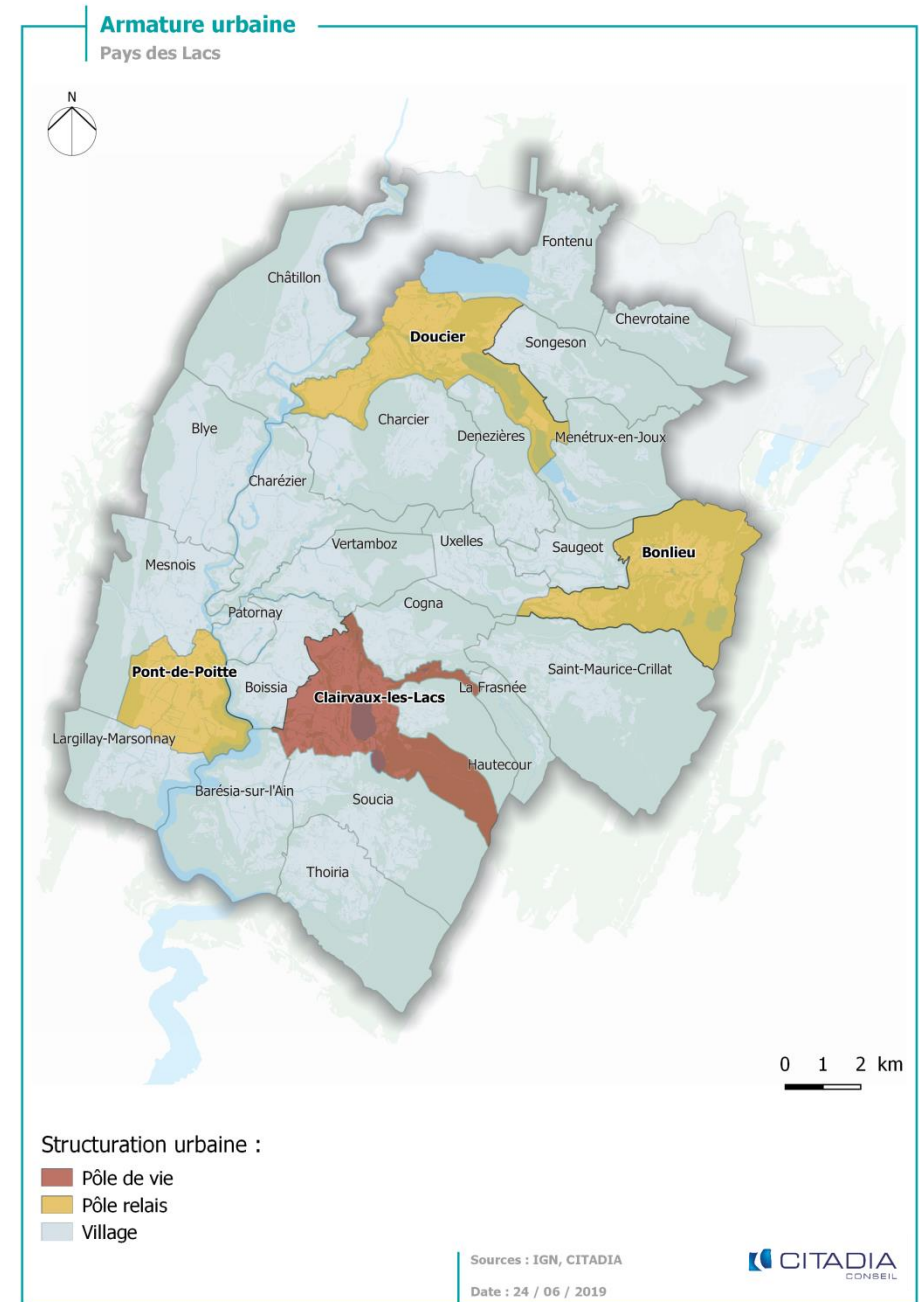 Armature urbaine
Pays des Lacs
N
Fontenu
Châtillon
Chevrotaine
Doucier
Songeson
Charcier
Blye
Denezières
Menétrux-en-Joux
Charézier
Vertamboz
Uxelles
Saugeot
Bonlieu
Mesnois
Cogna
Patornay
Pont-de-Poitte
Saint-Maurice-Crillat
Boissia
La Frasnée
Clairvaux-les-Lacs
Largillay-Marsonnay
Hautecour
Barésia-sur-l'Ain
Soucia
Thoiria
0 1 2 km
Structuration urbaine :
Pôle de vie
Pôle relais
Village
Sources : IGN, CITADIA
Date : 24 / 06 / 2019
CITADIA
CONSEIL